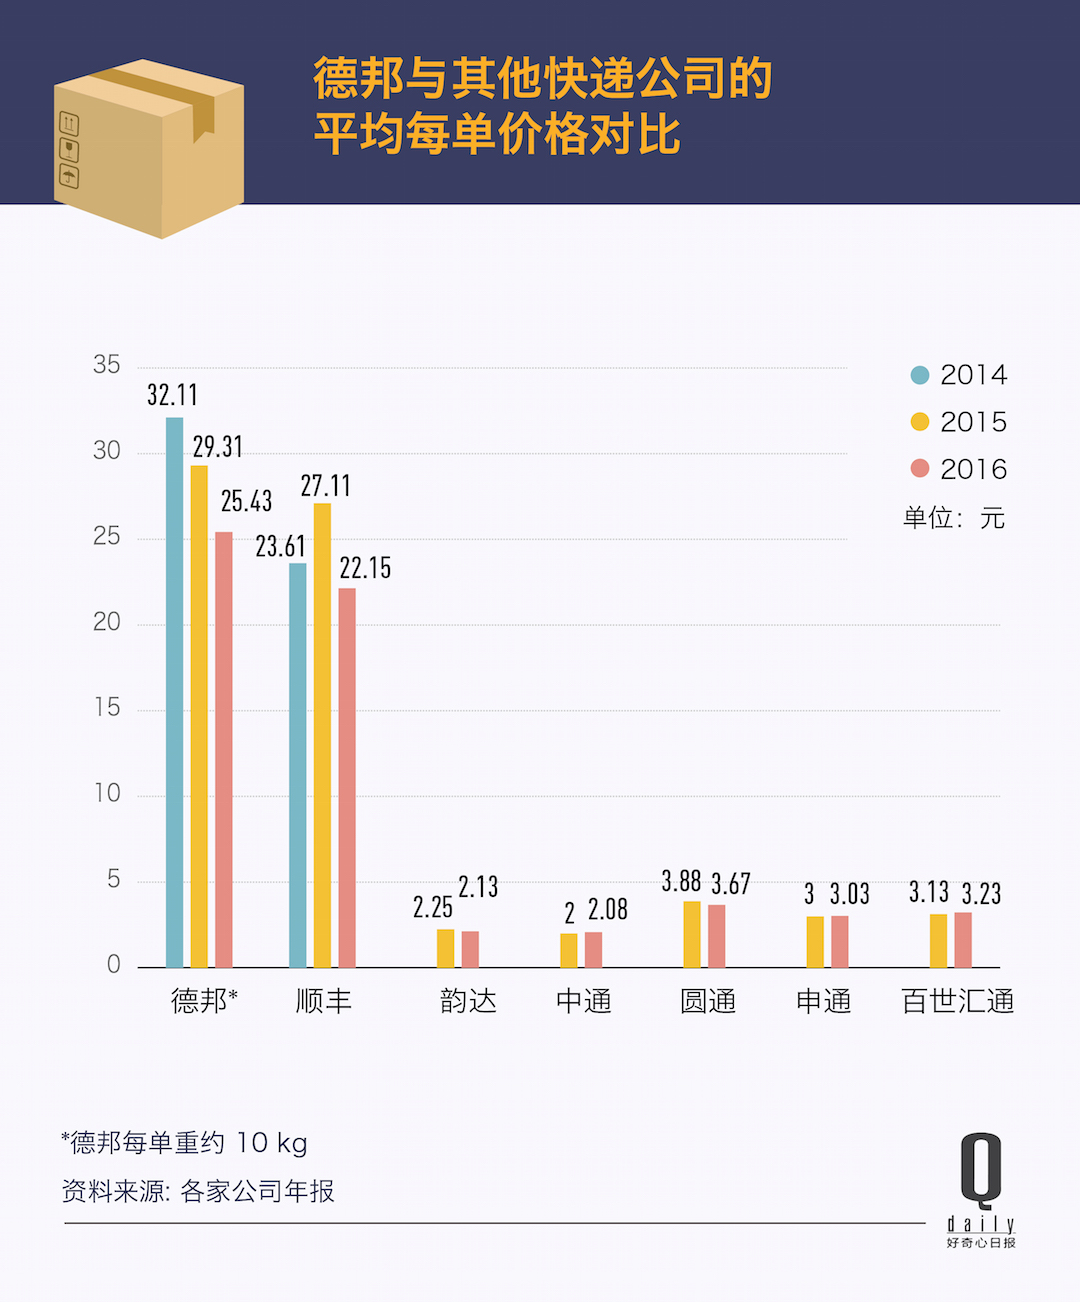 德邦与其他快递公司的
平均每单价格对比
35
30
25
20
15
10
5
0
2014
2015
2016
单位：元
32.11
29.31
25.43
23.61
27.11
22.15
2.25
2.13
2
2.08
3.88
3.67
3
3.03
3.13
3.23
德邦*
顺丰
韵达
中通
圆通
申通
百世汇通
*德邦每单重约 10 kg
资料来源: 各家公司年报
Q
daily
好奇心日报